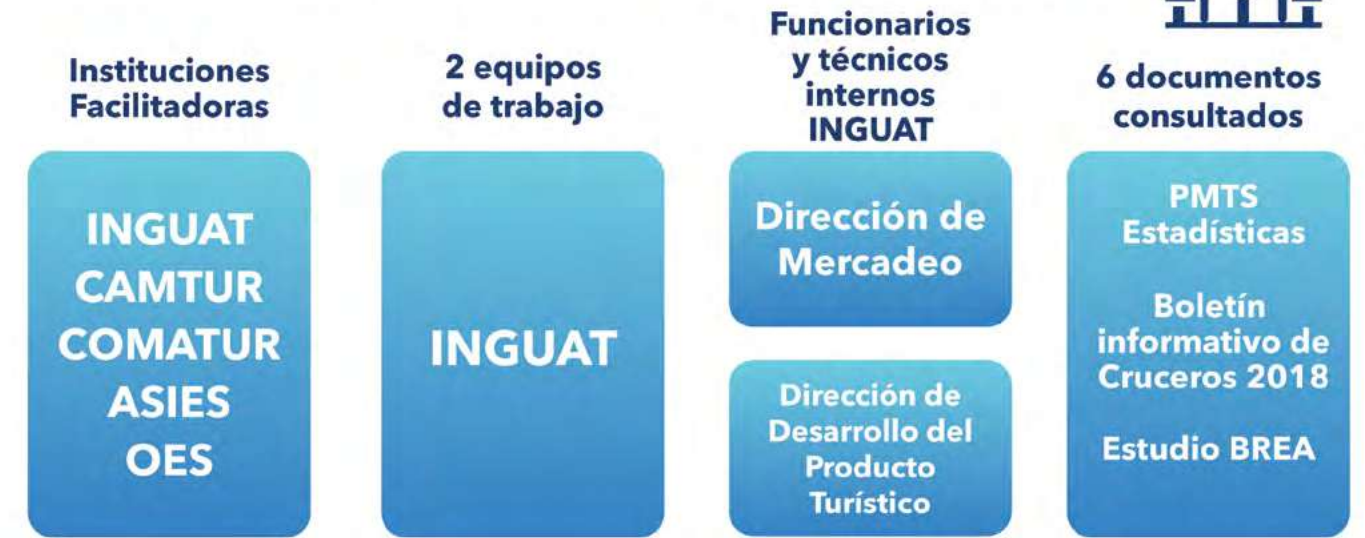 Instituciones
Facilitadoras
INGUAT
CAMTUR
COMATUR
ASIES
OES
2 equipos
de trabajo
INGUAT
Funcionarios
y técnicos
internos
INGUAT
Dirección de
Mercadeo
Dirección de
Desarrollo del
Producto
Turístico
6 documentos
consultados
PMTS
Estadísticas
Boletín
informativo de
Cruceros 2018
Estudio BREA